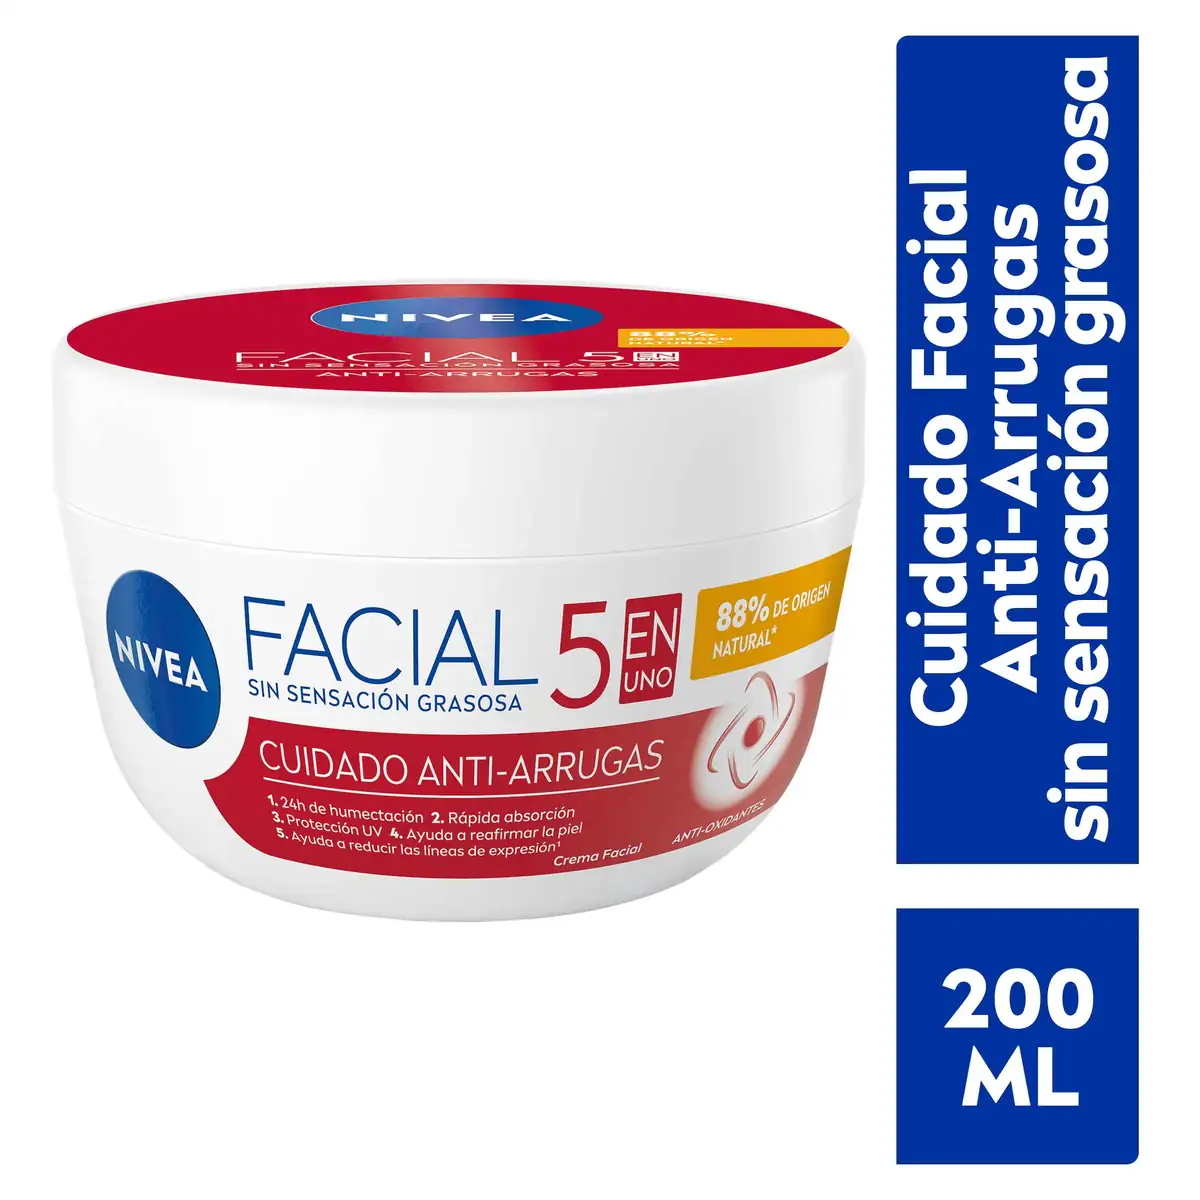 NIVEA
88%
DE ORIGEN
NATURAL*
FACIAL 5 EN UNO
SIN SENSACIÓN GRASOSA
ANTI-ARRUGAS
NIVEA
FACIAL 5 EN UNO
SIN SENSACIÓN GRASOSA
88% DE ORIGEN
NATURAL*
CUIDADO ANTI-ARRUGAS
1. 24h de humectación 2. Rápida absorción
3. Protección UV 4. Ayuda a reafirmar la piel
5. Ayuda a reducir las líneas de expresión¹
Crema Facial
ANTI-OXIDANTES
Cuidado Facial
Anti-Arrugas
sin sensación grasosa
200
ML